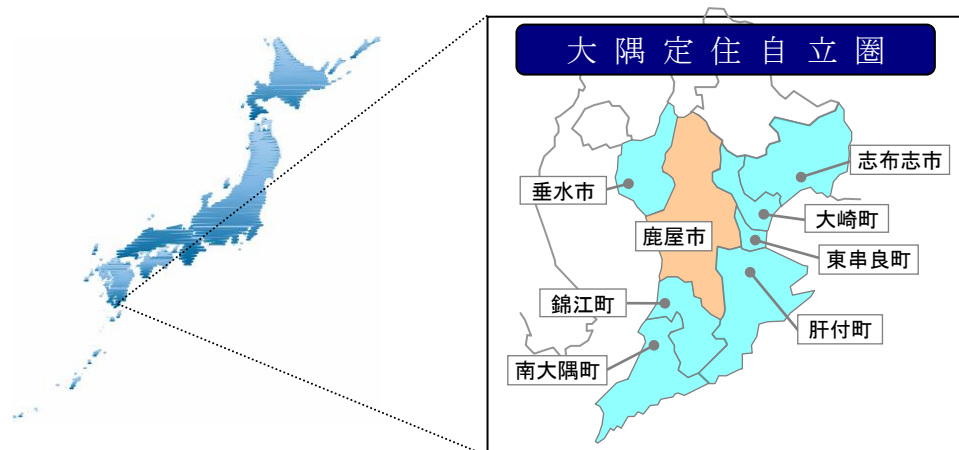 大隅定住自立圏
志布志市
垂水市
大崎町
鹿屋市
東串良町
錦江町
肝付町
南大隅町